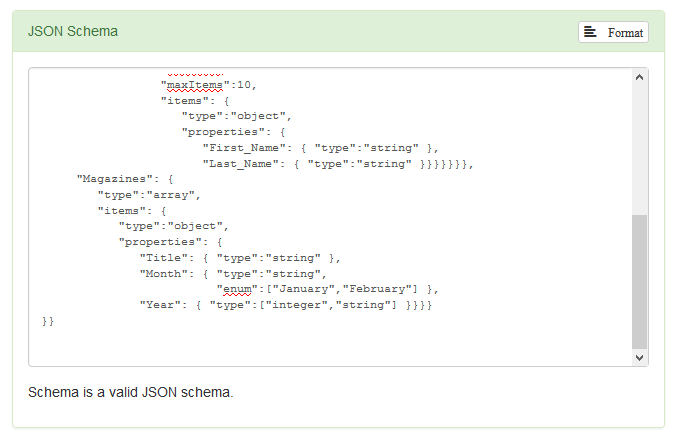 JSON Schema
Format
"maxItems":10,
"items": {
"type":"object",
"properties": {
"First_Name": { "type":"string" },
"Last_Name": { "type":"string" }}}}}}},
"Magazines": {
"type":"array",
"items": {
"type":"object",
"properties": {
"Title": { "type":"string" },
"Month": { "type":"string",
"enum":["January","February"] },
"Year": { "type":["integer","string"] }}}}
}}
Schema is a valid JSON schema.